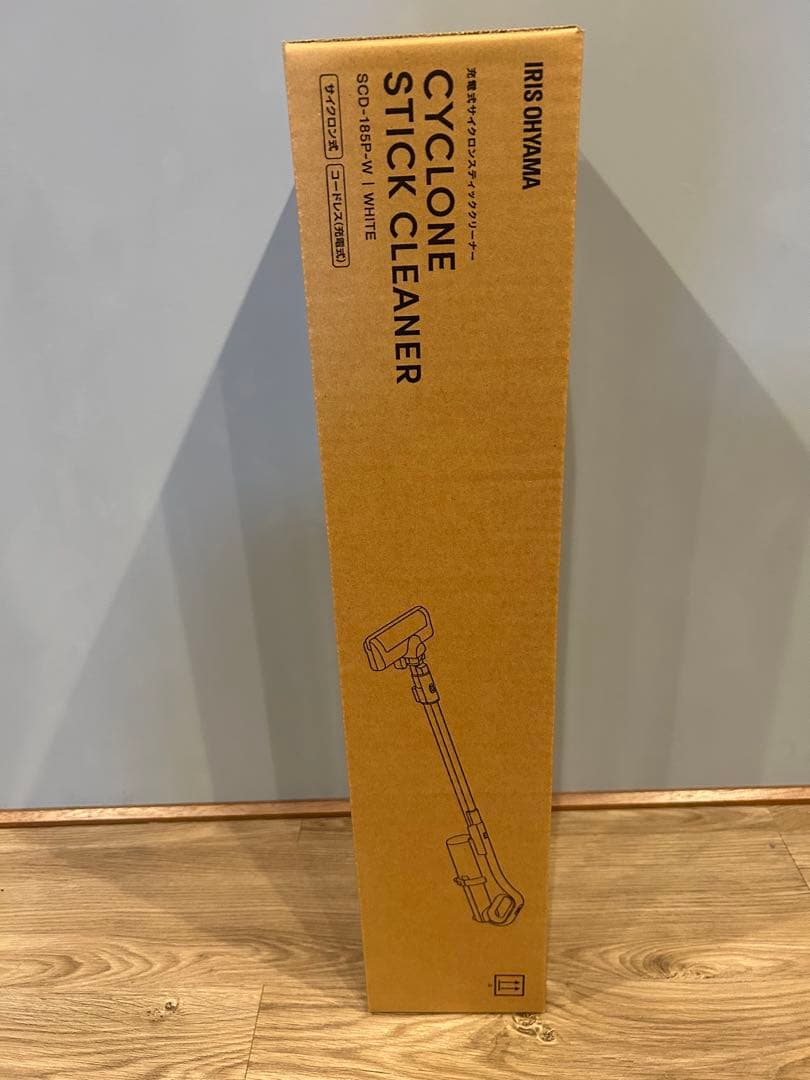 IRIS OHYAMA
充電式サイクロンスティッククリーナー
CYCLONE
STICK CLEANER
SCD-185P-W | WHITE
サイクロン式 コードレス(充電式)